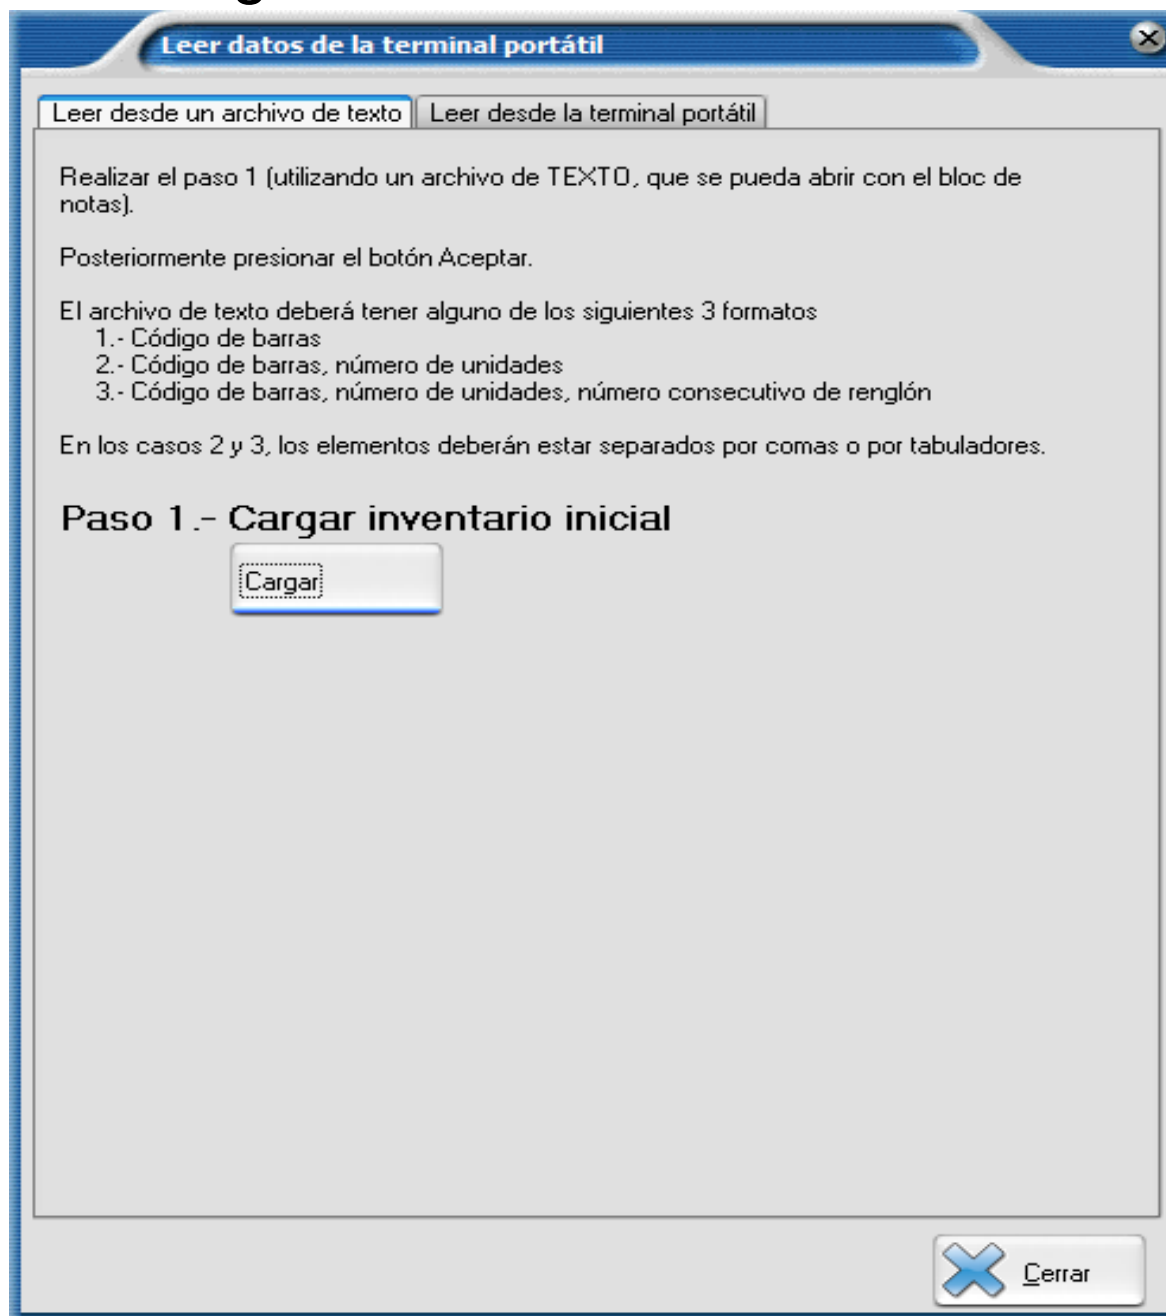 Leer datos de la terminal portátil
Leer desde un archivo de texto
Leer desde la terminal portátil
Realizar el paso 1 (utilizando un archivo de TEXTO, que se pueda abrir con el bloc de
notas).
Posteriormente presionar el botón Aceptar.
El archivo de texto deberá tener alguno de los siguientes 3 formatos
1.- Código de barras
2.- Código de barras, número de unidades
3.- Código de barras, número de unidades, número consecutivo de renglón
En los casos 2 y 3, los elementos deberán estar separados por comas o por tabuladores.
Paso 1.- Cargar inventario inicial
Cargar
Cerrar